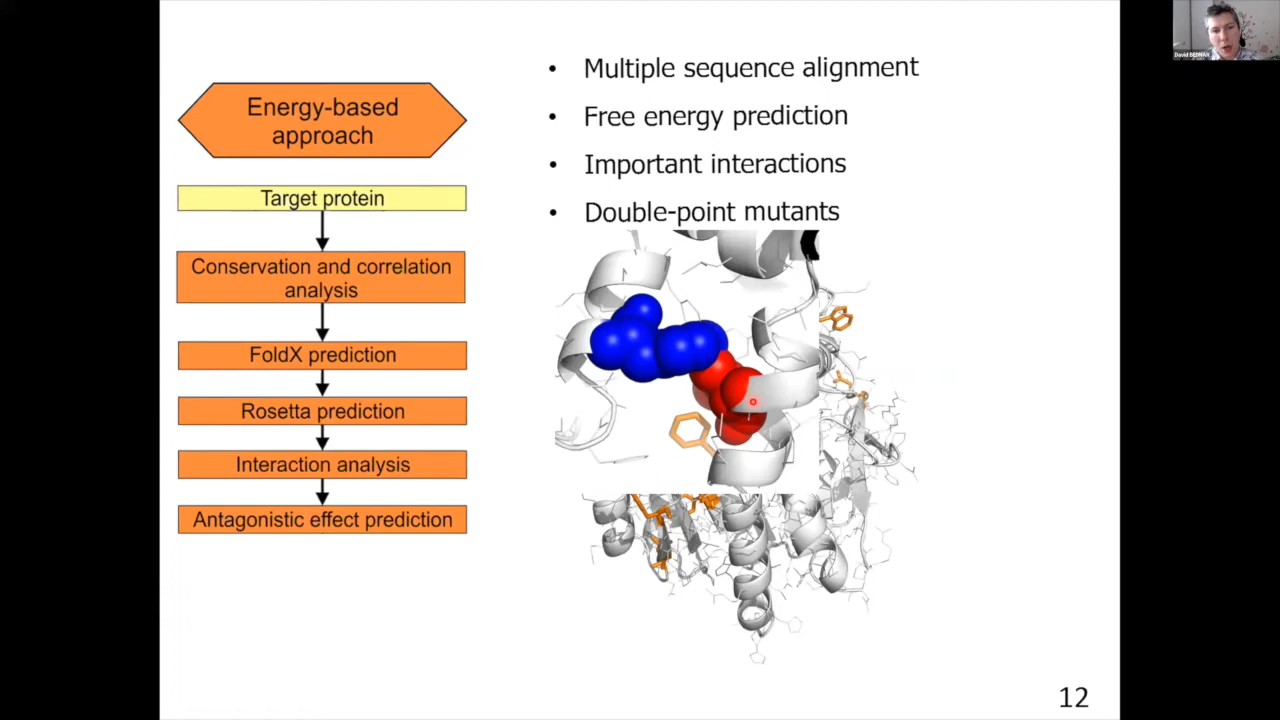 Energy-based
approach
Target protein
Conservation and correlation
analysis
FoldX prediction
Rosetta prediction
Interaction analysis
Antagonistic effect prediction
• Multiple sequence alignment
• Free energy prediction
• Important interactions
• Double-point mutants
12